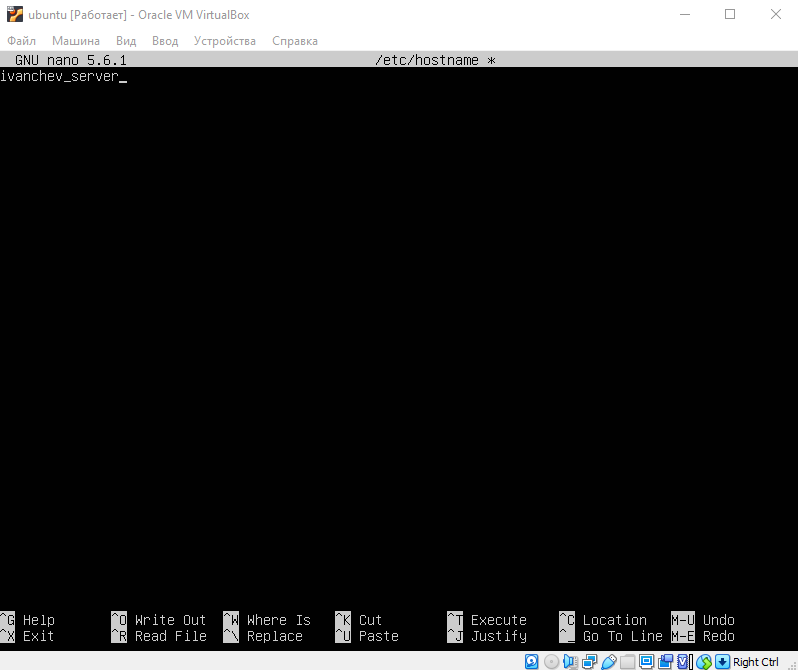 ubuntu [Работает] - Oracle VM VirtualBox
Файл Машина Вид Ввод Устройства Справка
GNU nano 5.6.1 /etc/hostname *
ivanchev_server_
^G Help ^O Write Out ^W Where Is ^K Cut ^T Execute ^C Location M-U Undo
^X Exit ^R Read File ^\ Replace ^U Paste ^J Justify ^_ Go To Line M-E Redo
Right Ctrl